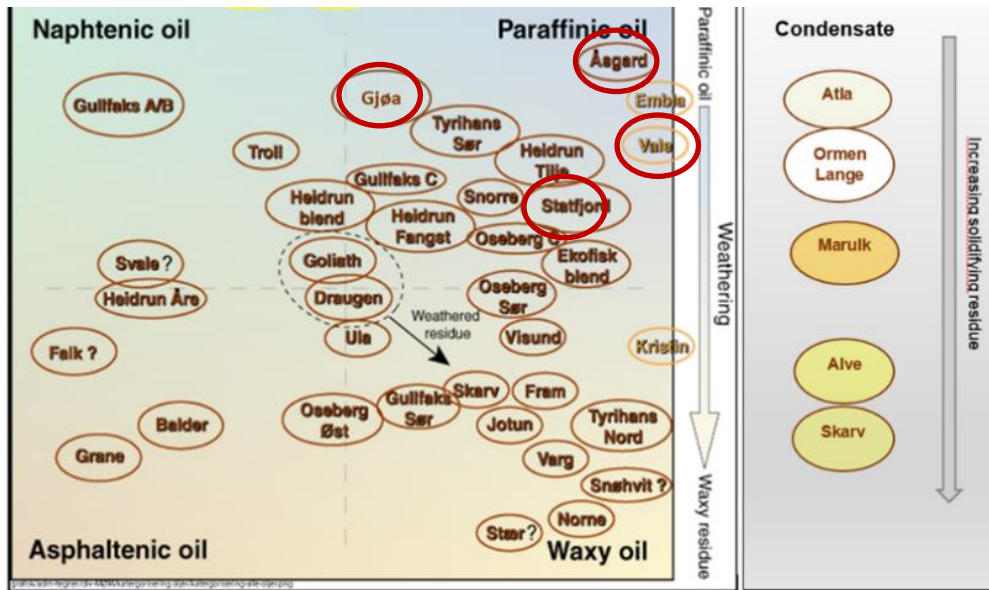 Naphtenic oil
Paraffinic oil
Åsgard
Gullfaks A/B
Gjøa
Embla
Tyrihans
Sør
Vale
Troll
Heidrun
Tilje
Gullfaks C
Snorre
Statfjord
Heidrun
blend
Heidrun
Fangst
Oseberg C
Ekofisk
blend
Svale ?
Goliath
Heidrun Åre
Draugen
Oseberg
Sør
Weathered
residue
Ula
Visund
Kristin
Falk ?
Skarv
Fram
Gullfaks
Sør
Oseberg
Øst
Balder
Jotun
Tyrihans
Nord
Grane
Varg
Snøhvit ?
Norne
Stær ?
Asphaltenic oil
Waxy oil
Paraffinic oil
Weathering
Waxy residue
Condensate
Atla
Ormen
Lange
Marulk
Alve
Skarv
Increasing solidifying residue